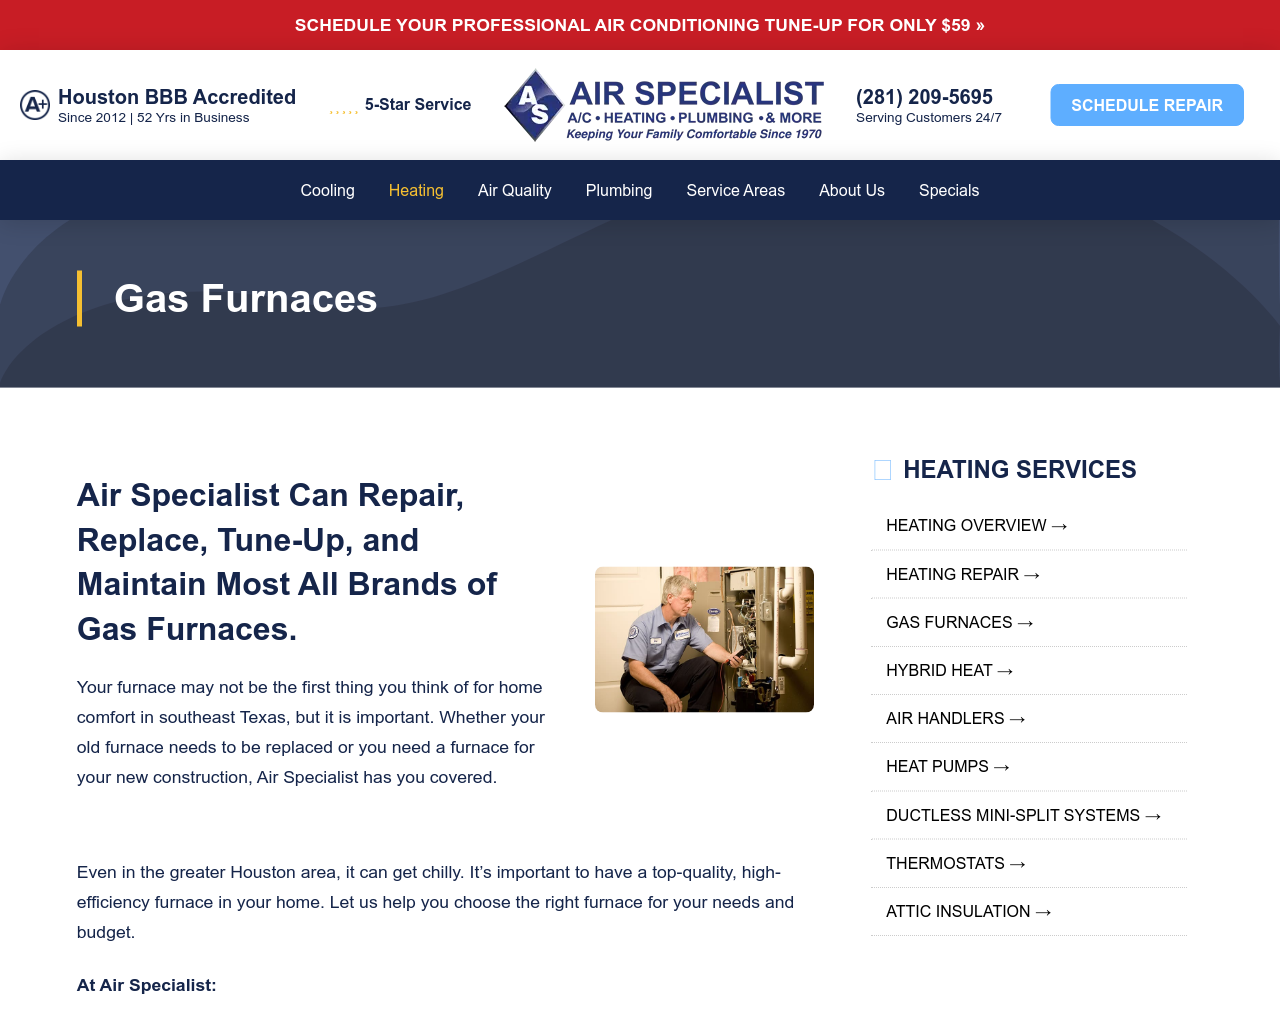 SCHEDULE YOUR PROFESSIONAL AIR CONDITIONING TUNE-UP FOR ONLY $59 »
A+
Houston BBB Accredited
Since 2012 | 52 Yrs in Business
5-Star Service
AS
AIR SPECIALIST
A/C • HEATING • PLUMBING • & MORE
Keeping Your Family Comfortable Since 1970
(281) 209-5695
Serving Customers 24/7
SCHEDULE REPAIR
Cooling
Heating
Air Quality
Plumbing
Service Areas
About Us
Specials
Gas Furnaces
Air Specialist Can Repair,
Replace, Tune-Up, and
Maintain Most All Brands of
Gas Furnaces.
Your furnace may not be the first thing you think of for home
comfort in southeast Texas, but it is important. Whether your
old furnace needs to be replaced or you need a furnace for
your new construction, Air Specialist has you covered.
Even in the greater Houston area, it can get chilly. It’s important to have a top-quality, high-
efficiency furnace in your home. Let us help you choose the right furnace for your needs and
budget.
At Air Specialist:
HEATING SERVICES
HEATING OVERVIEW →
HEATING REPAIR →
GAS FURNACES →
HYBRID HEAT →
AIR HANDLERS →
HEAT PUMPS →
DUCTLESS MINI-SPLIT SYSTEMS →
THERMOSTATS →
ATTIC INSULATION →